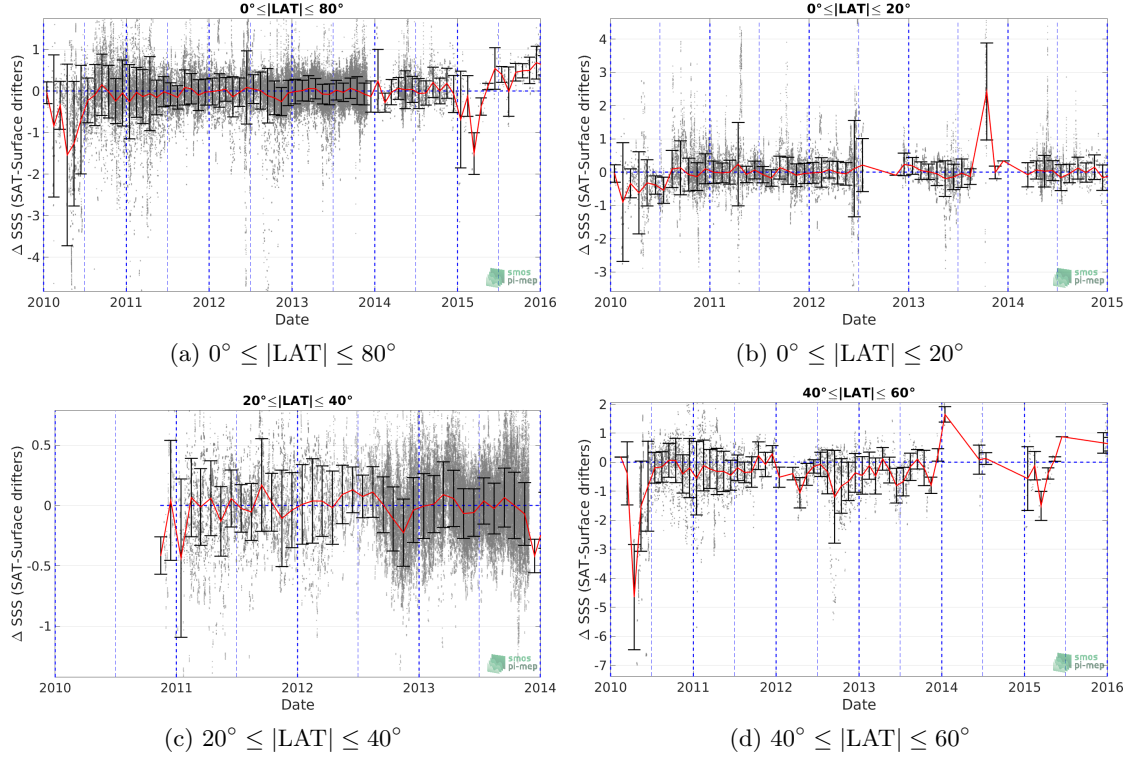 0°≤|LAT|≤ 80°
Δ SSS (SAT-Surface drifters)
1
0
-1
-2
-3
-4
smos
pi-mep
2010 2011 2012 2013 2014 2015 2016
Date
(a) 0° ≤ |LAT| ≤ 80°
0°≤|LAT|≤ 20°
Δ SSS (SAT-Surface drifters)
4
3
2
1
0
-1
-2
-3
smos
pi-mep
2010 2011 2012 2013 2014 2015
Date
(b) 0° ≤ |LAT| ≤ 20°
20°≤|LAT|≤ 40°
Δ SSS (SAT-Surface drifters)
0.5
0
-0.5
-1
smos
pi-mep
2010 2011 2012 2013 2014
Date
(c) 20° ≤ |LAT| ≤ 40°
40°≤|LAT|≤ 60°
Δ SSS (SAT-Surface drifters)
2
1
0
-1
-2
-3
-4
-5
-6
-7
smos
pi-mep
2010 2011 2012 2013 2014 2015 2016
Date
(d) 40° ≤ |LAT| ≤ 60°